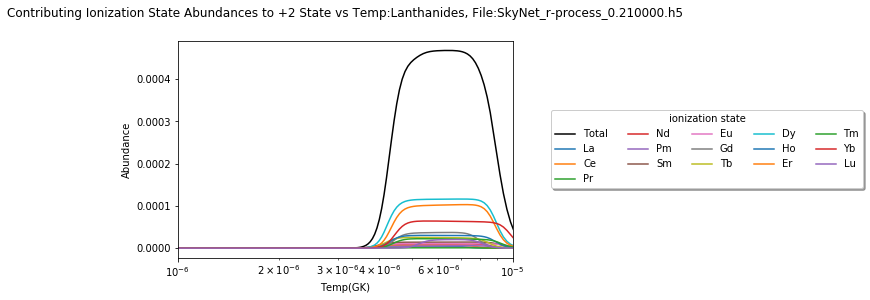 Contributing Ionization State Abundances to +2 State vs Temp:Lanthanides, File:SkyNet_r-process_0.210000.h5
Abundance
0.0004
0.0003
0.0002
0.0001
0.0000
10⁻⁶
2 × 10⁻⁶
3 × 10⁻⁶
4 × 10⁻⁶
6 × 10⁻⁶
10⁻⁵
Temp(GK)
ionization state
Total Nd Eu Dy Tm
La Pm Gd Ho Yb
Ce Sm Tb Er Lu
Pr